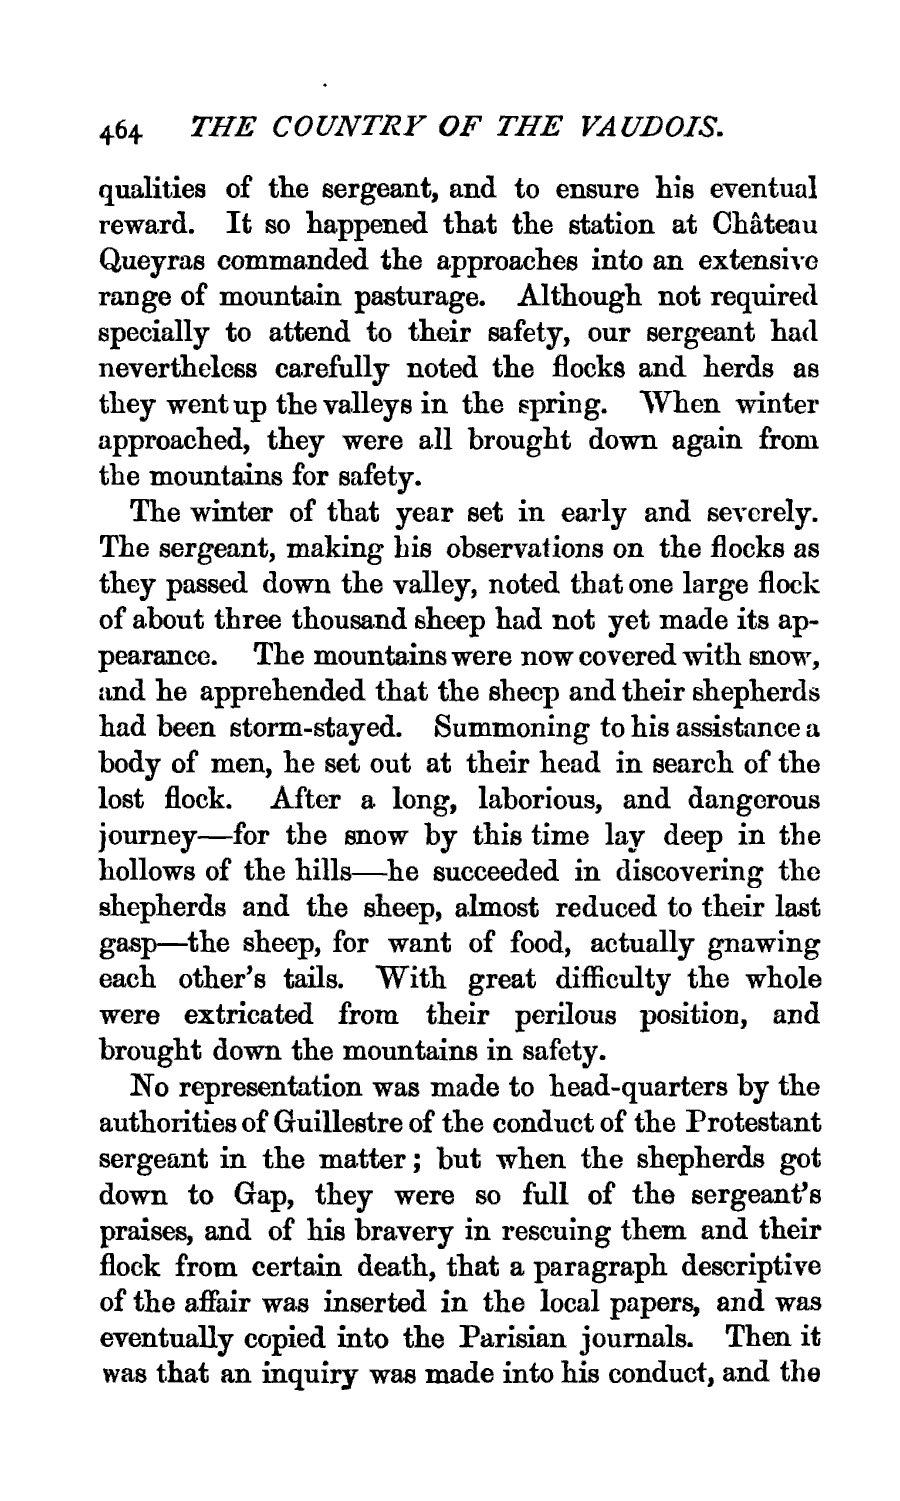 464 THE COUNTRY OF THE VAUDOIS.
qualities of the sergeant, and to ensure his eventual
reward. It so happened that the station at Château
Queyras commanded the approaches into an extensive
range of mountain pasturage. Although not required
specially to attend to their safety, our sergeant had
nevertheless carefully noted the flocks and herds as
they went up the valleys in the spring. When winter
approached, they were all brought down again from
the mountains for safety.
The winter of that year set in early and severely.
The sergeant, making his observations on the flocks as
they passed down the valley, noted that one large flock
of about three thousand sheep had not yet made its ap-
pearance. The mountains were now covered with snow,
and he apprehended that the sheep and their shepherds
had been storm-stayed. Summoning to his assistance a
body of men, he set out at their head in search of the
lost flock. After a long, laborious, and dangerous
journey—for the snow by this time lay deep in the
hollows of the hills—he succeeded in discovering the
shepherds and the sheep, almost reduced to their last
gasp—the sheep, for want of food, actually gnawing
each other's tails. With great difficulty the whole
were extricated from their perilous position, and
brought down the mountains in safety.
No representation was made to head-quarters by the
authorities of Guillestre of the conduct of the Protestant
sergeant in the matter; but when the shepherds got
down to Gap, they were so full of the sergeant's
praises, and of his bravery in rescuing them and their
flock from certain death, that a paragraph descriptive
of the affair was inserted in the local papers, and was
eventually copied into the Parisian journals. Then it
was that an inquiry was made into his conduct, and the